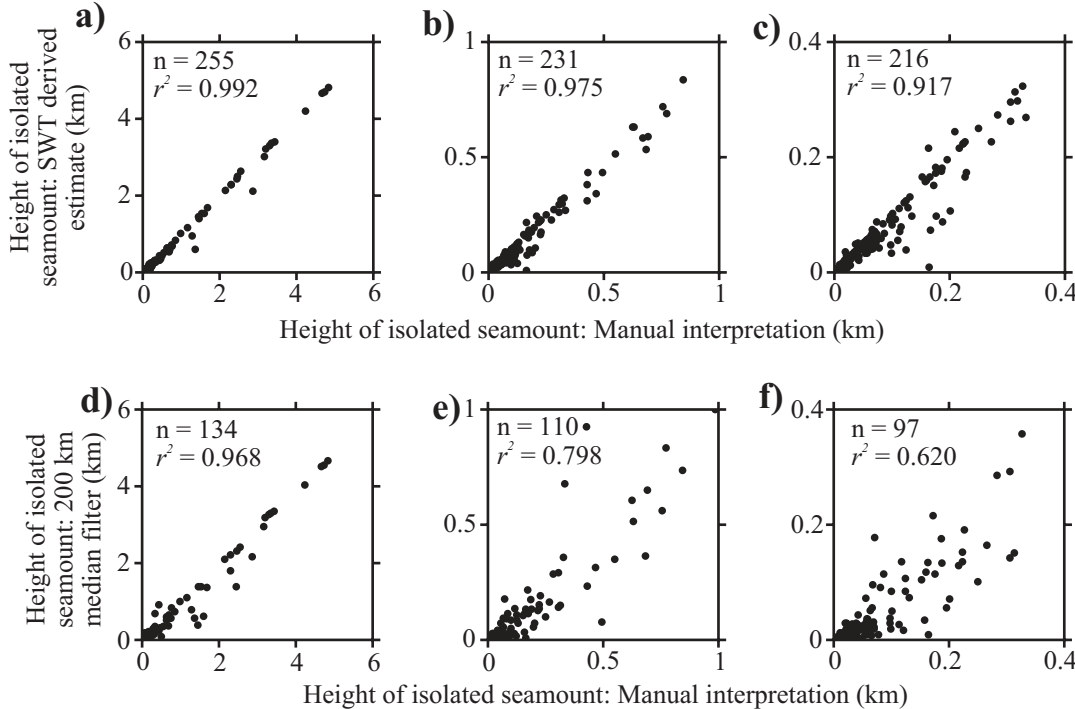 a)
b)
c)
Height of isolated
seamount: SWT derived
estimate (km)
6
4
2
0
n = 255
r² = 0.992
0 2 4 6
1
0.5
0
n = 231
r² = 0.975
0 0.5 1
0.4
0.2
0
n = 216
r² = 0.917
0 0.2 0.4
Height of isolated seamount: Manual interpretation (km)
d)
e)
f)
Height of isolated
seamount: 200 km
median filter (km)
6
4
2
0
n = 134
r² = 0.968
0 2 4 6
1
0.5
0
n = 110
r² = 0.798
0 0.5 1
0.4
0.2
0
n = 97
r² = 0.620
0 0.2 0.4
Height of isolated seamount: Manual interpretation (km)